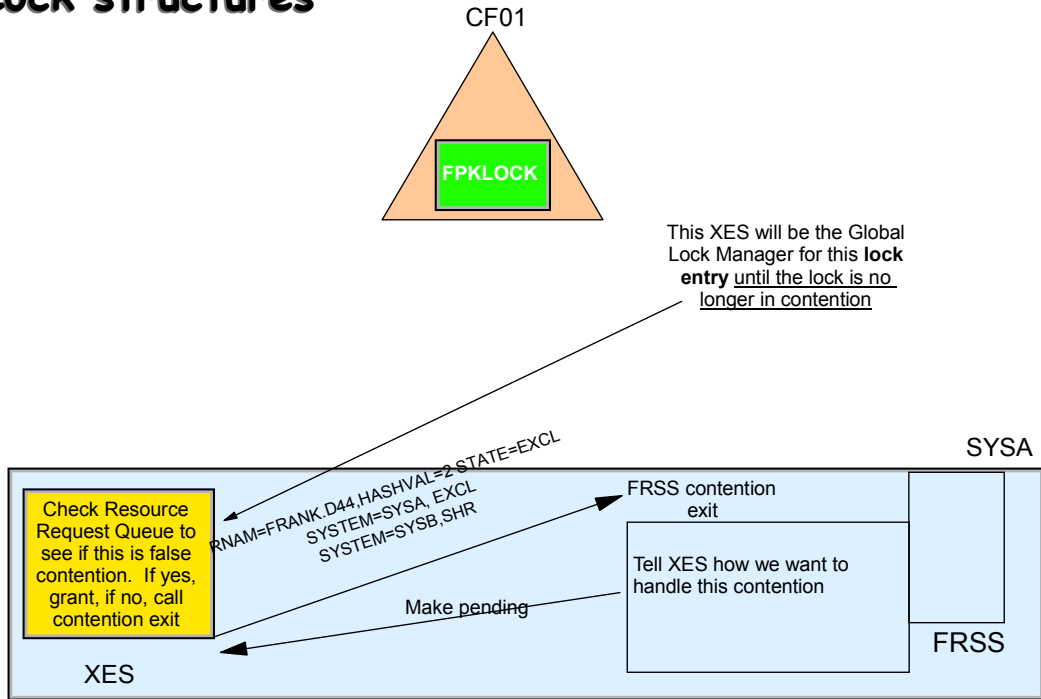 lock structures
CF01
FPKLOCK
This XES will be the Global
Lock Manager for this lock
entry until the lock is no
longer in contention
SYSA
RNAM=FRANK.D44,HASHVAL=2 STATE=EXCL
SYSTEM=SYSA, EXCL
SYSTEM=SYSB,SHR
Check Resource
Request Queue to
see if this is false
contention. If yes,
grant, if no, call
contention exit
FRSS contention
exit
Tell XES how we want to
handle this contention
Make pending
FRSS
XES